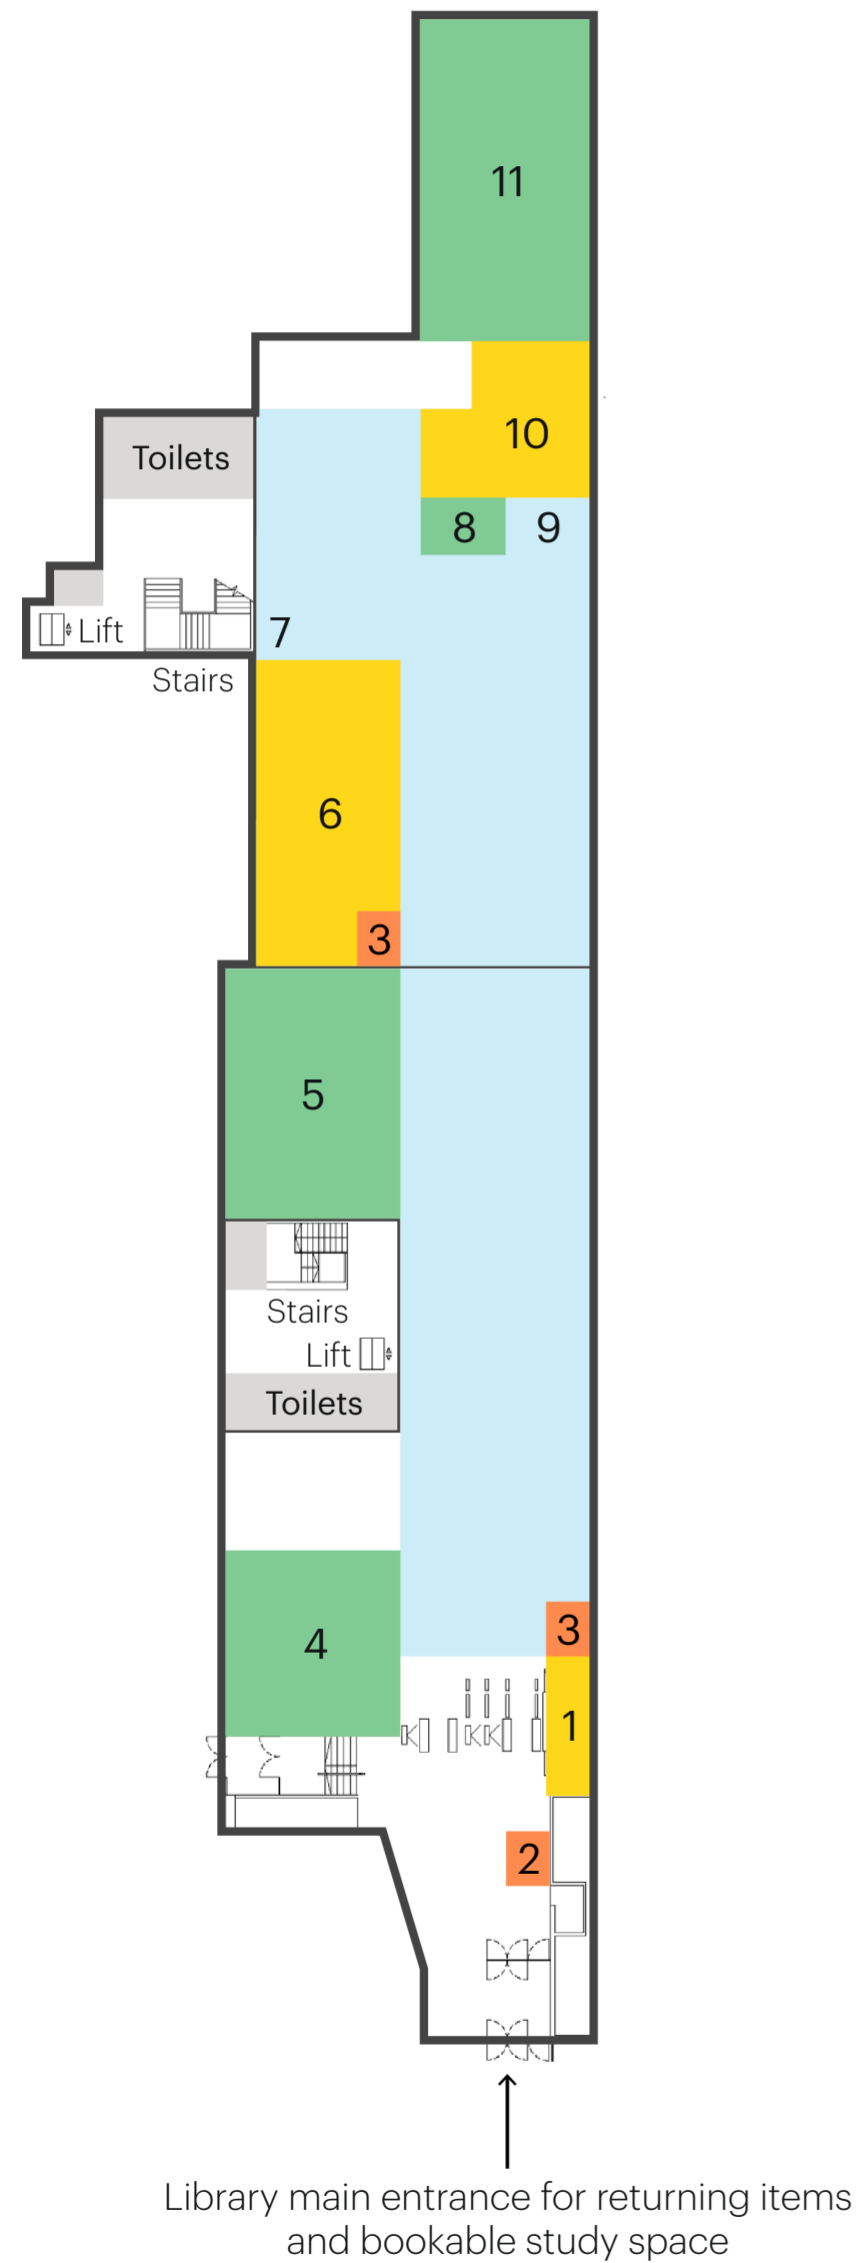 11
10
Toilets
8
9
Lift
7
Stairs
6
3
5
Stairs
Lift
Toilets
3
4
1
2
Library main entrance for returning items
and bookable study space